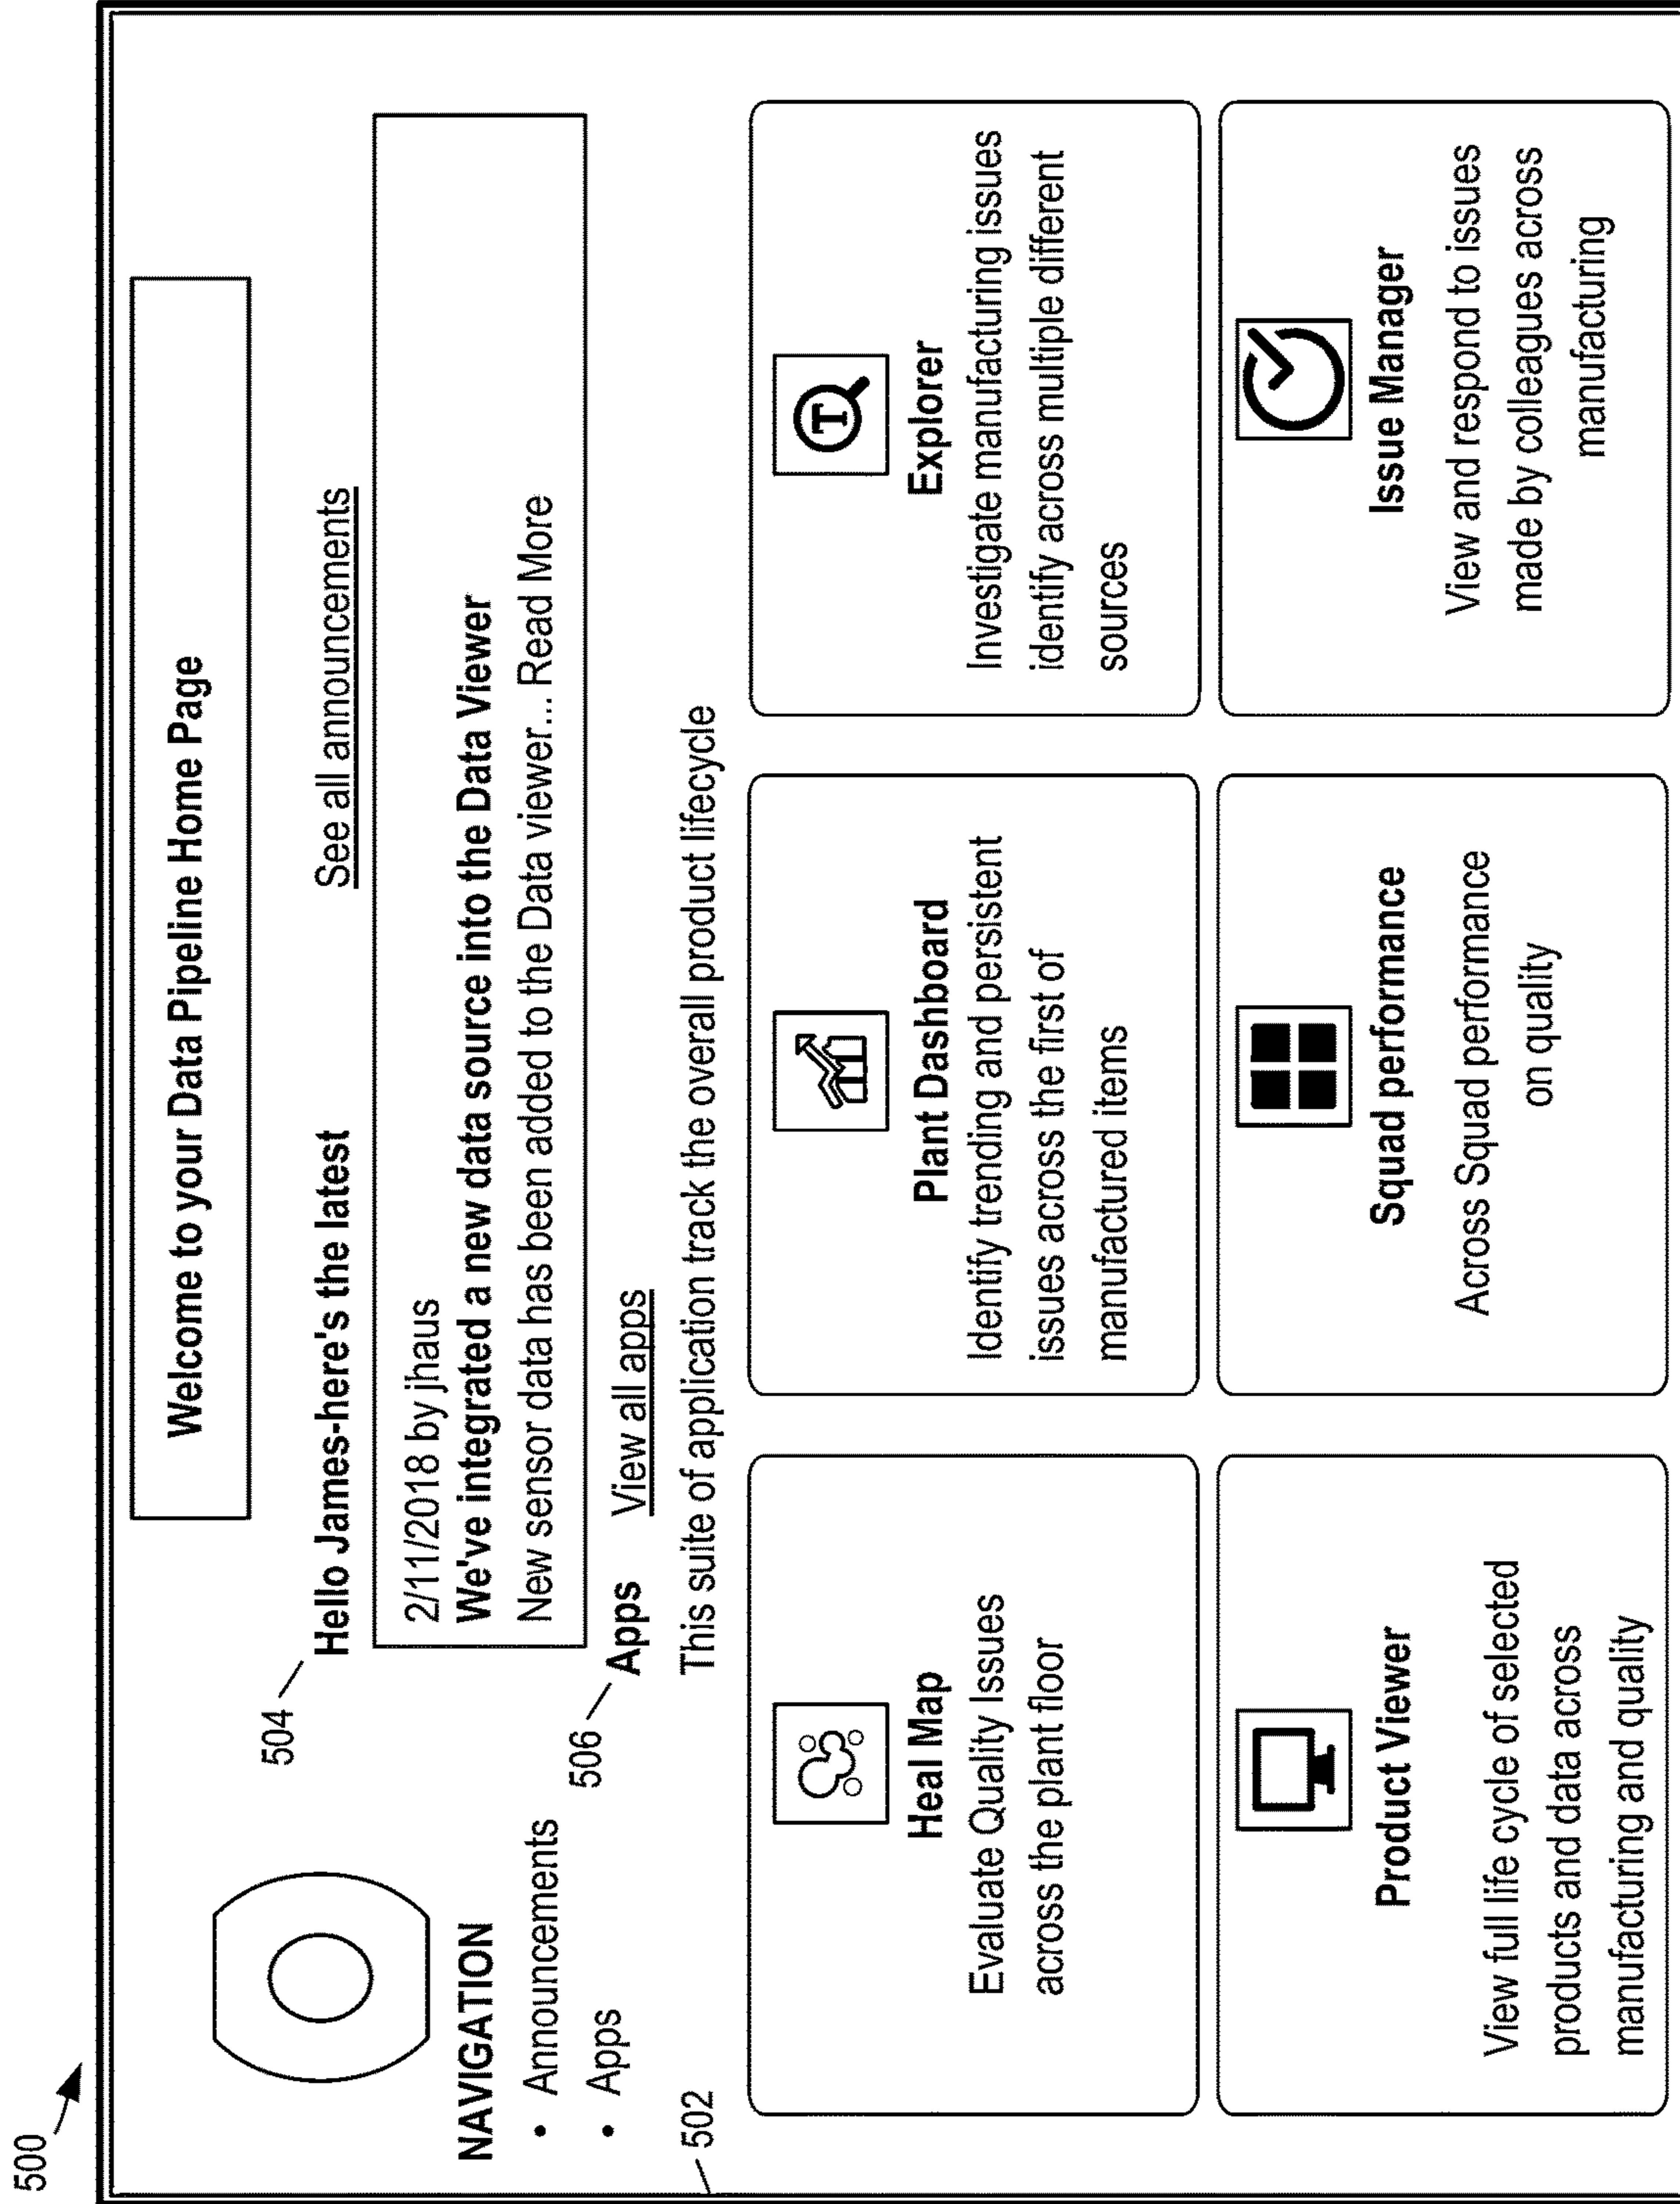 500
Welcome to your Data Pipeline Home Page
504
Hello James-here's the latest
See all announcements
2/11/2018 by jhaus
We've integrated a new data source into the Data Viewer
New sensor data has been added to the Data viewer... Read More
NAVIGATION
• Announcements
• Apps
506
Apps
View all apps
This suite of application track the overall product lifecycle
502
Heal Map
Evaluate Quality Issues
across the plant floor
Plant Dashboard
Identify trending and persistent
issues across the first of
manufactured items
T
Explorer
Investigate manufacturing issues
identify across multiple different
sources
Product Viewer
View full life cycle of selected
products and data across
manufacturing and quality
Squad performance
Across Squad performance
on quality
Issue Manager
View and respond to issues
made by colleagues across
manufacturing